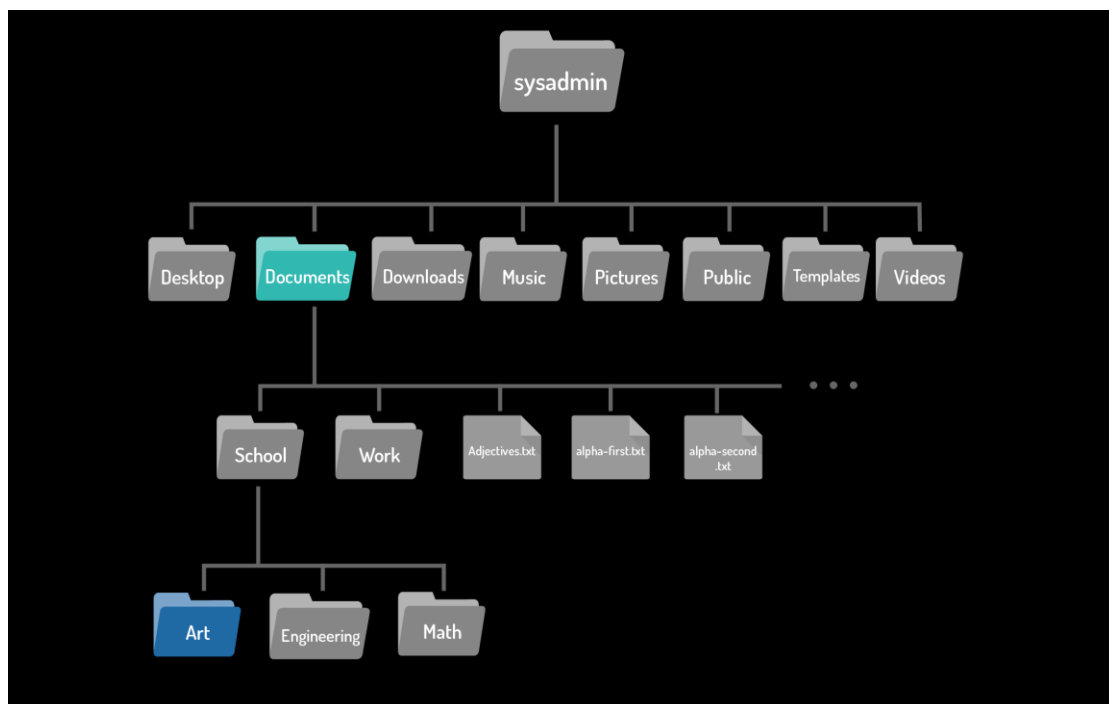 sysadmin
Desktop
Documents
Downloads
Music
Pictures
Public
Templates
Videos
School
Work
Adjectives.txt
alpha-first.txt
alpha-second
.txt
Art
Engineering
Math